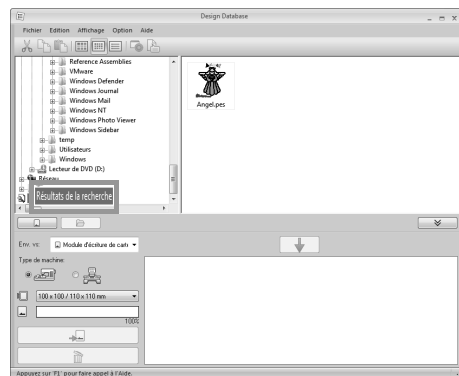 Design Database
Fichier Edition Affichage Option Aide
Reference Assemblies
VMware
Windows Defender
Windows Journal
Windows Mail
Windows NT
Windows Photo Viewer
Windows Sidebar
temp
Utilisateurs
Windows
Lecteur de DVD (D:)
Réseau
Résultats de la recherche
Angel.pes
Env. vs: Module d'écriture de carte
Type de machine:
100 x 100 / 110 x 110 mm
100%
Appuyez sur 'F1' pour faire appel à l'Aide.